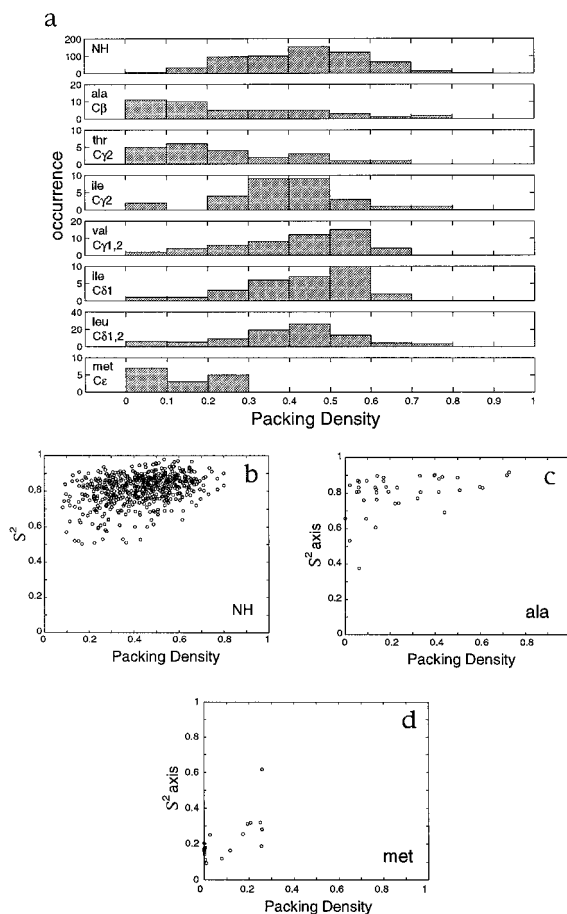 a
200
100
0
NH
20
10
0
ala
Cβ
10
5
0
thr
Cγ2
10
5
0
ile
Cγ2
20
10
0
val
Cγ1,2
10
5
0
ile
Cδ1
40
20
0
leu
Cδ1,2
10
5
0
met
Cε
occurrence
0 0.1 0.2 0.3 0.4 0.5 0.6 0.7 0.8 0.9 1
Packing Density
b
1
0.8
0.6
0.4
0.2
0
S²
NH
0.2 0.4 0.6 0.8 1
Packing Density
c
1
0.8
0.6
0.4
0.2
0
S² axis
ala
0 0.2 0.4 0.6 0.8
Packing Density
d
1
0.8
0.6
0.4
0.2
0
S² axis
met
0 0.2 0.4 0.6 0.8 1
Packing Density